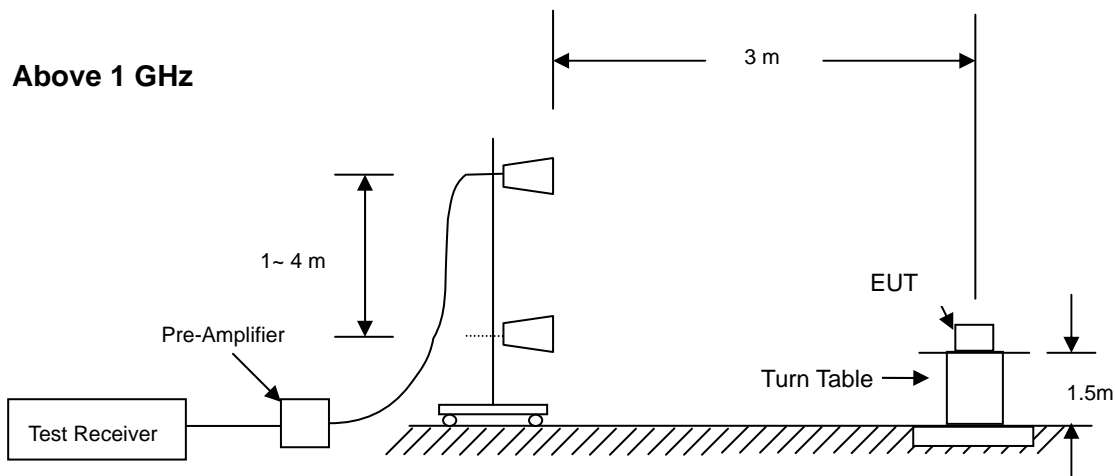 3 m
Above 1 GHz
1~ 4 m
EUT
Pre-Amplifier
Turn Table
1.5m
Test Receiver